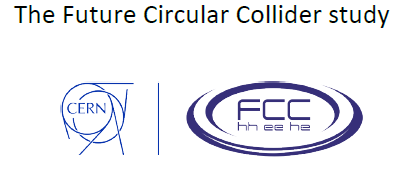 The Future Circular Collider study
CERN
FCC
hh ee he